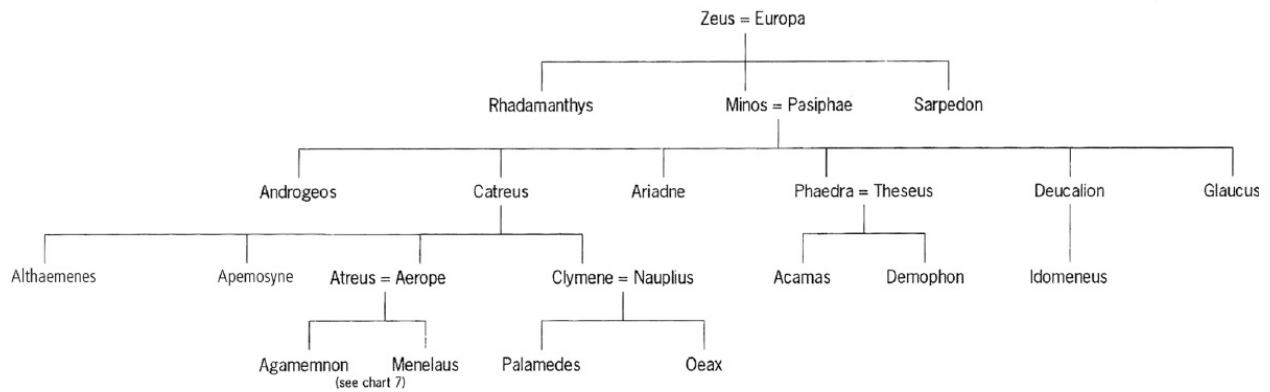 Zeus = Europa
Rhadamanthys Minos = Pasiphae Sarpedon
Androgeos Catreus Ariadne Phaedra = Theseus Deucalion Glaucus
Althaemenes Apemosyne Atreus = Aerope Clymene = Nauplius Acamas Demophon Idomeneus
Agamemnon Menelaus Palamedes Oeax
(see chart 7)